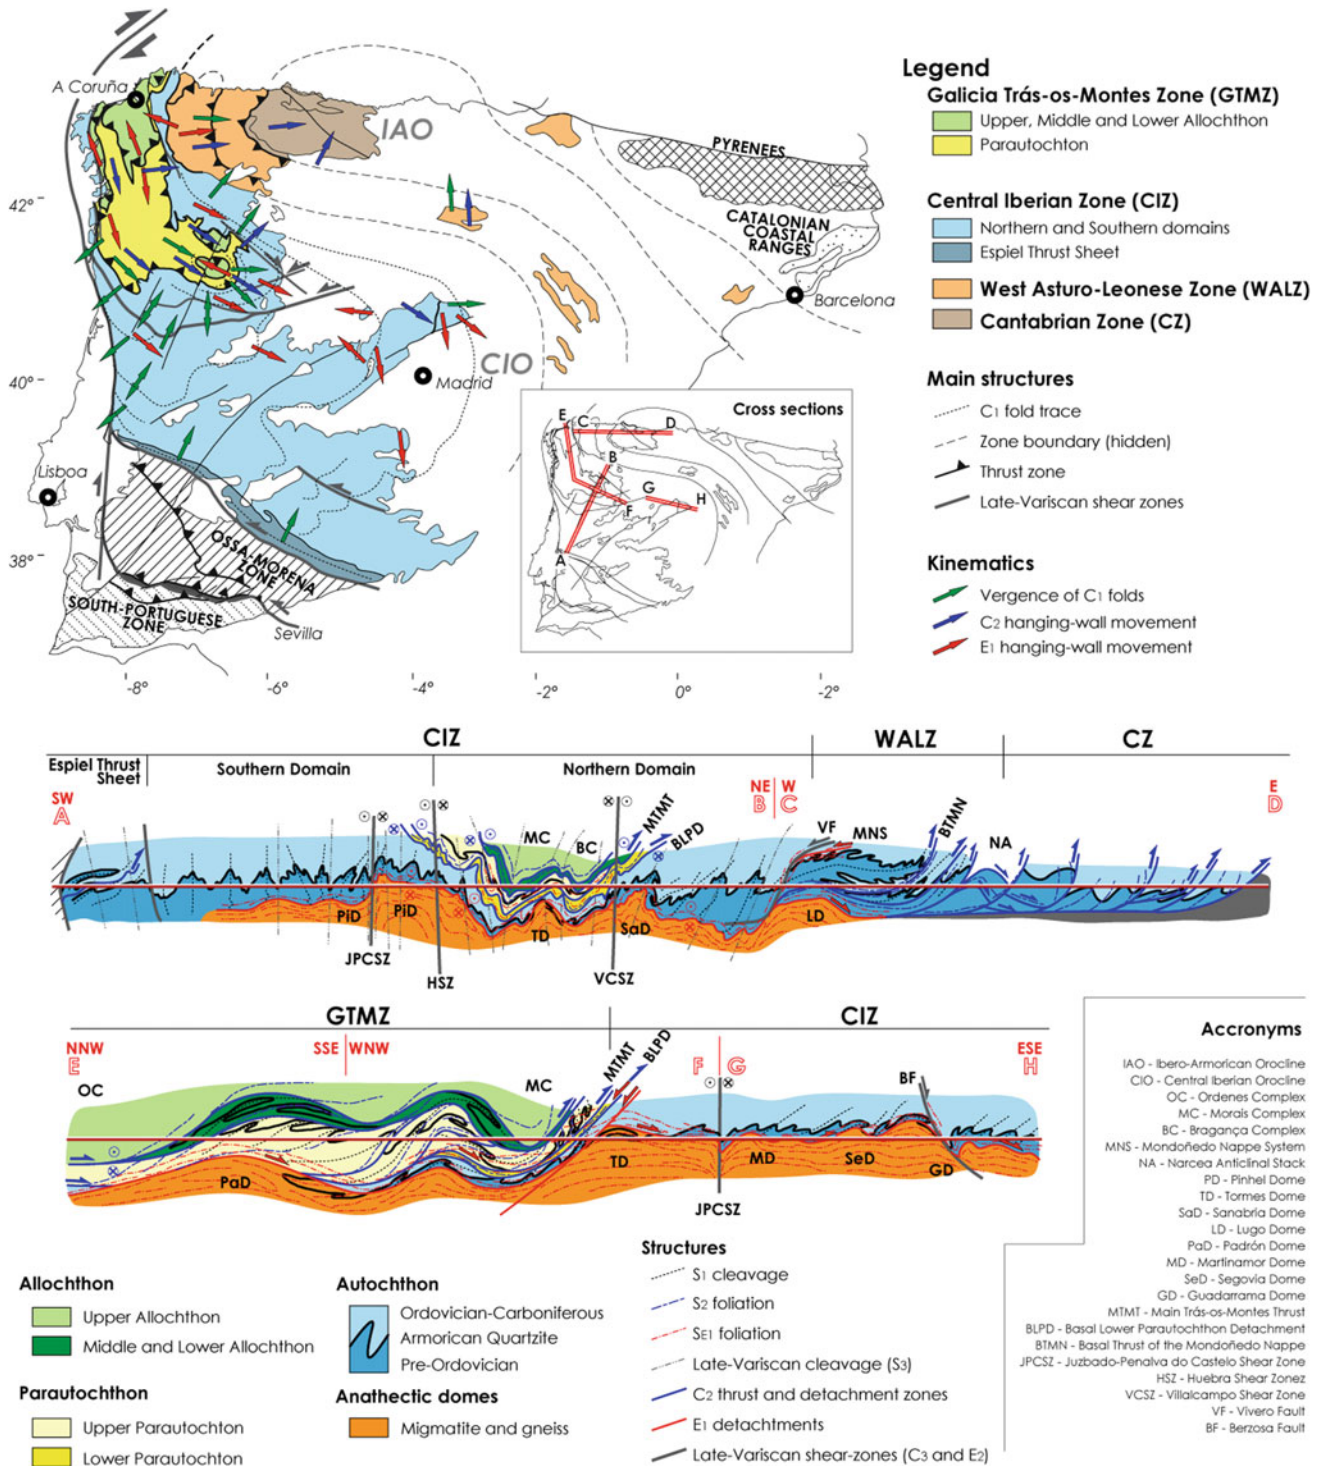 A Coruña
IAO
PYRENEES
CATALONIAN
COASTAL
RANGES
Barcelona
42°
CIO
Madrid
40°
Lisboa
38°
OSSA-MORENA
ZONE
SOUTH-PORTUGUESE
ZONE
Sevilla
-8° -6° -4° -2° 0° -2°
Cross sections
E C D
B
G H
F
A
Legend
Galicia Trás-os-Montes Zone (GTMZ)
Upper, Middle and Lower Allochthon
Parautochton
Central Iberian Zone (CIZ)
Northern and Southern domains
Espiel Thrust Sheet
West Asturo-Leonese Zone (WALZ)
Cantabrian Zone (CZ)
Main structures
C1 fold trace
Zone boundary (hidden)
Thrust zone
Late-Variscan shear zones
Kinematics
Vergence of C1 folds
C2 hanging-wall movement
E1 hanging-wall movement
CIZ WALZ CZ
Espiel Thrust
Sheet
Southern Domain
Northern Domain
SW
A
NE W
B C
E
D
MC
BC
MTMT
BLPD
VF
MNS
BTMN
NA
PiD
PiD
TD
SaD
LD
JPCSZ
HSZ
VCSZ
GTMZ CIZ
NNW
E
SSE WNW
F G
ESE
H
OC
MC
MTMT
BLPD
BF
PaD
TD
MD
SeD
GD
JPCSZ
Accronyms
IAO - Ibero-Armorican Orocline
CIO - Central Iberian Orocline
OC - Ordenes Complex
MC - Morais Complex
BC - Bragança Complex
MNS - Mondoñedo Nappe System
NA - Narcea Anticlinal Stack
PD - Pinhel Dome
TD - Tormes Dome
SaD - Sanabria Dome
LD - Lugo Dome
PaD - Padrón Dome
MD - Martinamor Dome
SeD - Segovia Dome
GD - Guadarrama Dome
MTMT - Main Trás-os-Montes Thrust
BLPD - Basal Lower Parautochthon Detachment
BTMN - Basal Thrust of the Mondoñedo Nappe
JPCSZ - Juzbado-Penalva do Castelo Shear Zone
HSZ - Huebra Shear Zonez
VCSZ - Villalcampo Shear Zone
VF - Vivero Fault
BF - Berzosa Fault
Allochthon
Upper Allochthon
Middle and Lower Allochthon
Parautochthon
Upper Parautochton
Lower Parautochton
Autochthon
Ordovician-Carboniferous
Armorican Quartzite
Pre-Ordovician
Anathectic domes
Migmatite and gneiss
Structures
S1 cleavage
S2 foliation
SE1 foliation
Late-Variscan cleavage (S3)
C2 thrust and detachment zones
E1 detachtments
Late-Variscan shear-zones (C3 and E2)